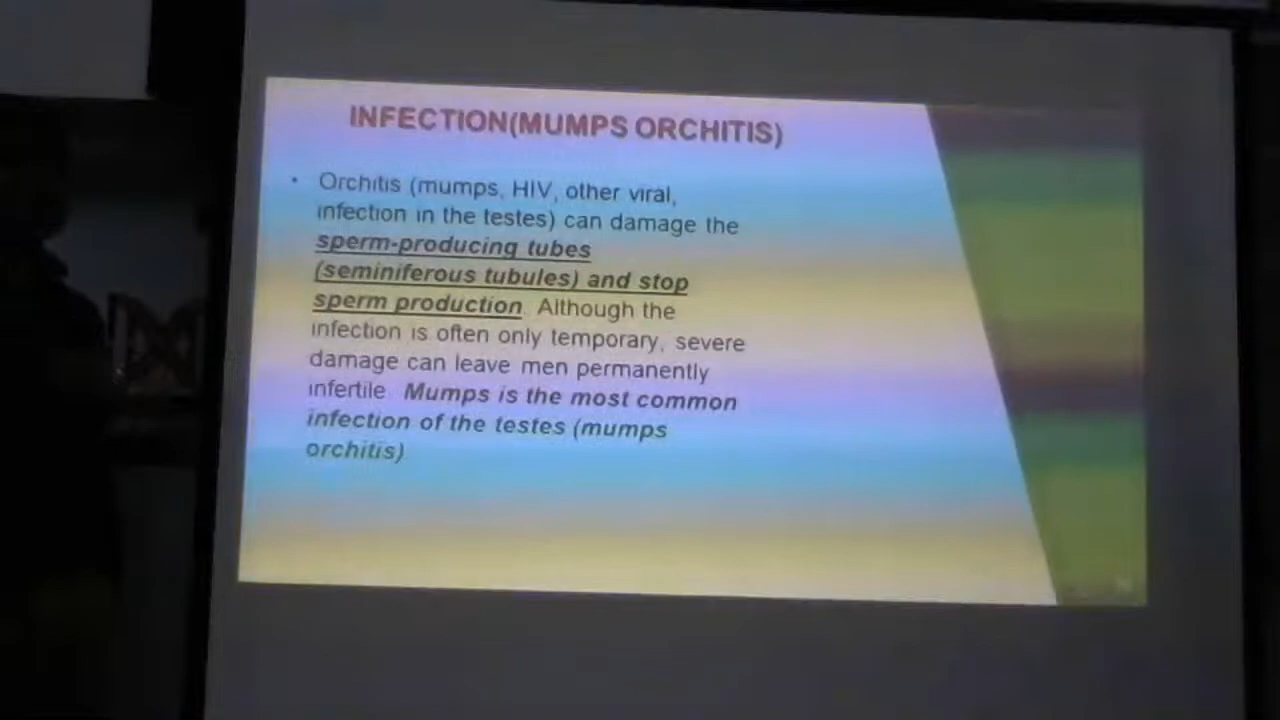 INFECTION(MUMPS ORCHITIS)
• Orchitis (mumps, HIV, other viral,
infection in the testes) can damage the
sperm-producing tubes
(seminiferous tubules) and stop
sperm production. Although the
infection is often only temporary, severe
damage can leave men permanently
infertile. Mumps is the most common
infection of the testes (mumps
orchitis)